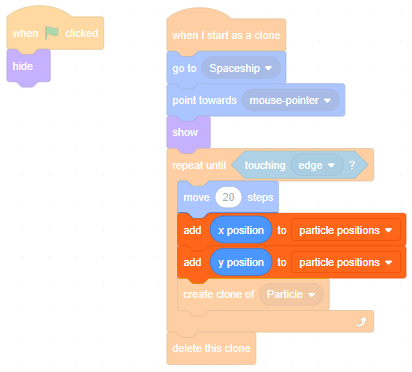 when clicked
hide
when I start as a clone
go to Spaceship
point towards mouse-pointer
show
repeat until touching edge ?
move 20 steps
add x position to particle positions
add y position to particle positions
create clone of Particle
delete this clone